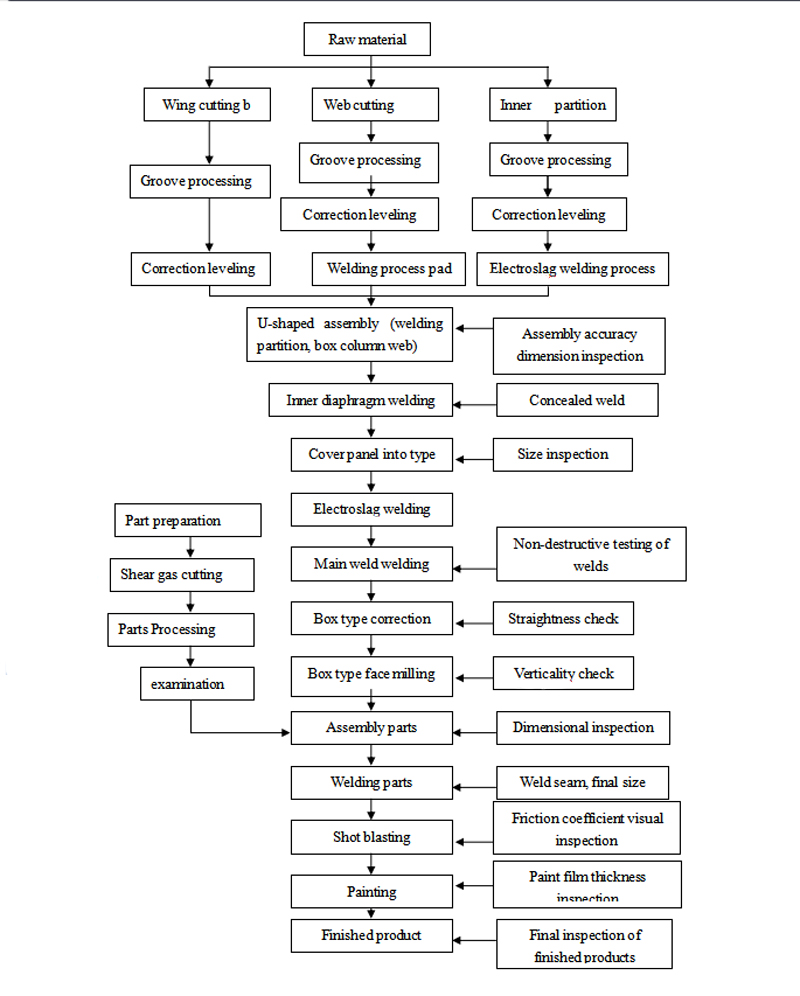 Raw material
Wing cutting b
Web cutting
Inner partition
Groove processing
Groove processing
Groove processing
Correction leveling
Correction leveling
Correction leveling
Welding process pad
Electroslag welding process
U-shaped assembly (welding
partition, box column web)
Assembly accuracy
dimension inspection
Inner diaphragm welding
Concealed weld
Cover panel into type
Size inspection
Electroslag welding
Part preparation
Main weld welding
Non-destructive testing of
welds
Shear gas cutting
Box type correction
Straightness check
Parts Processing
Box type face milling
Verticality check
examination
Assembly parts
Dimensional inspection
Welding parts
Weld seam, final size
Shot blasting
Friction coefficient visual
inspection
Painting
Paint film thickness
inspection
Finished product
Final inspection of
finished products